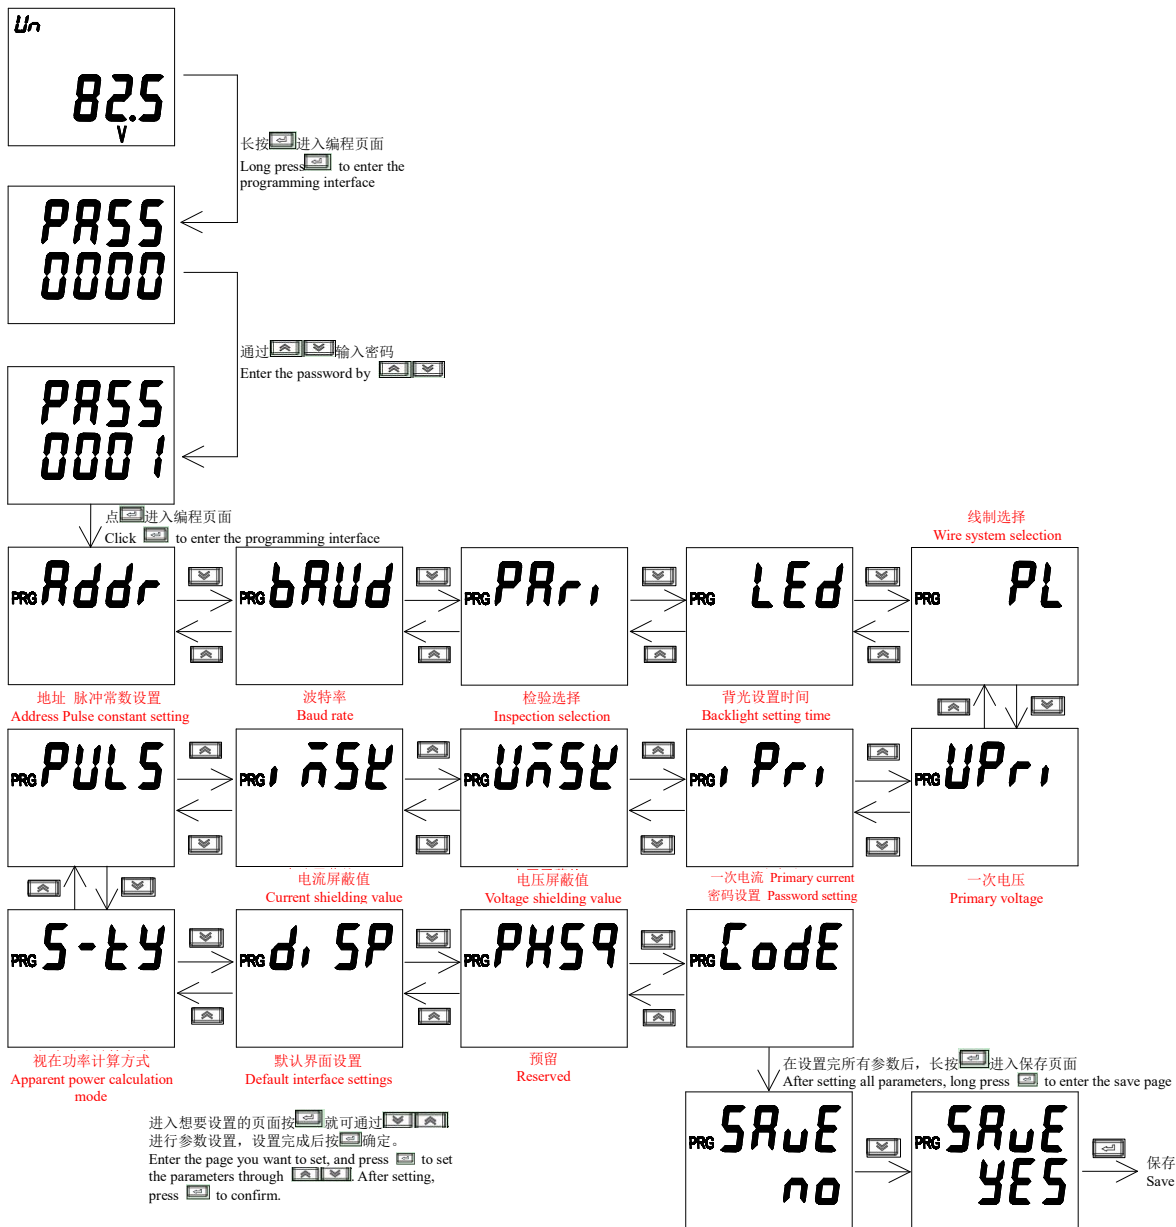 Un
82.5
V
长按进入编程页面
Long press to enter the
programming interface
PASS
0000
通过输入密码
Enter the password by
PASS
0001
点进入编程页面
Click to enter the programming interface
线制选择
Wire system selection
PRG Addr
PRG bAUd
PRG PAri
PRG LEd
PRG PL
地址 脉冲常数设置
Address Pulse constant setting
波特率
Baud rate
检验选择
Inspection selection
背光设置时间
Backlight setting time
PRG PULS
PRG
PRG
PRG i Pri
PRG UPri
电流屏蔽值
Current shielding value
电压屏蔽值
Voltage shielding value
一次电流 Primary current
密码设置 Password setting
一次电压
Primary voltage
PRG S-tY
PRG di SP
PRG PHS9
PRG CodE
视在功率计算方式
Apparent power calculation
mode
默认界面设置
Default interface settings
预留
Reserved
在设置完所有参数后，长按进入保存页面
After setting all parameters, long press to enter the save page
进入想要设置的页面按就可通过
进行参数设置，设置完成后按确定。
Enter the page you want to set, and press to set
the parameters through . After setting,
press to confirm.
PRG SAuE
no
PRG SAuE
YES
保存
Save